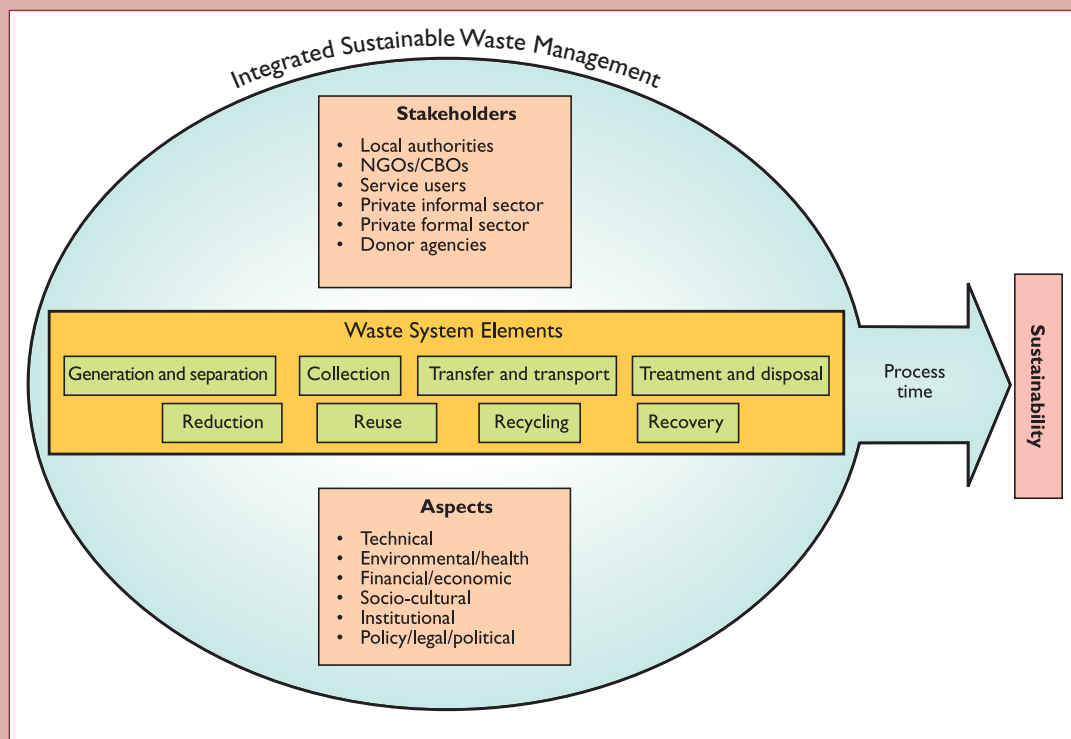 Integrated Sustainable Waste Management
Stakeholders
• Local authorities
• NGOs/CBOs
• Service users
• Private informal sector
• Private formal sector
• Donor agencies
Waste System Elements
Generation and separation
Collection
Transfer and transport
Treatment and disposal
Reduction
Reuse
Recycling
Recovery
Aspects
• Technical
• Environmental/health
• Financial/economic
• Socio-cultural
• Institutional
• Policy/legal/political
Process
time
Sustainability